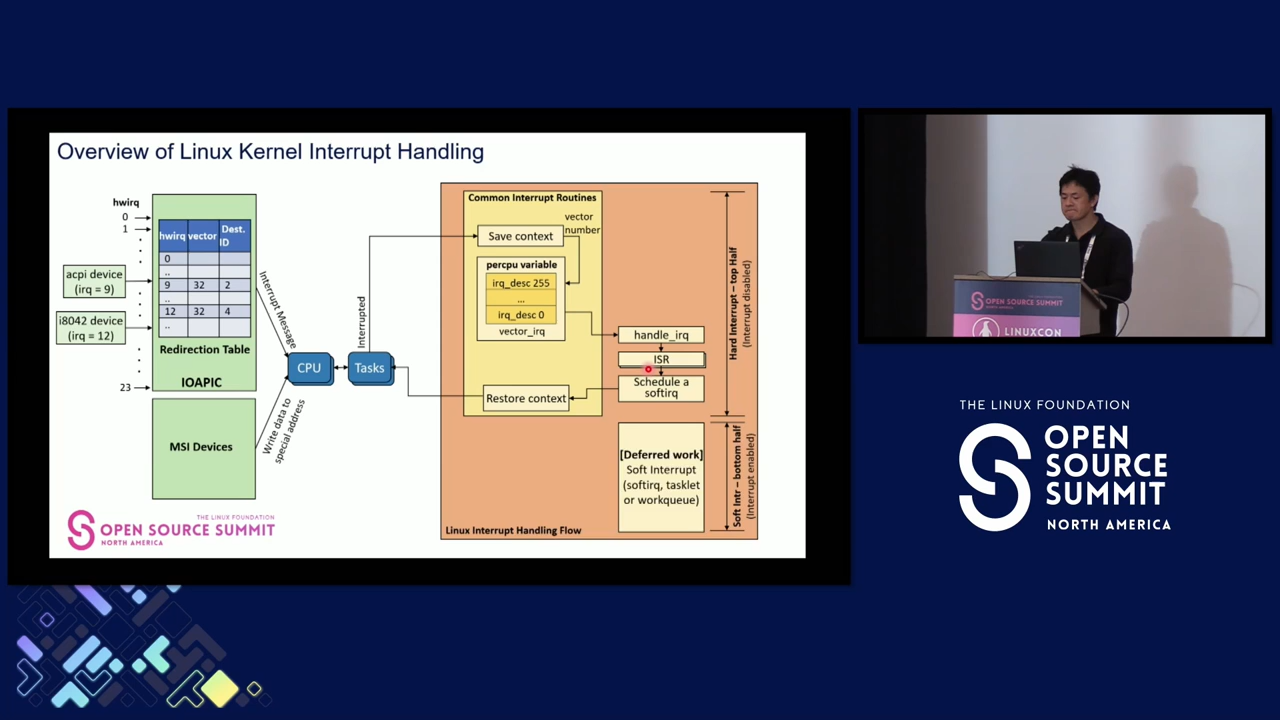 Overview of Linux Kernel Interrupt Handling
hwirq
0
1
acpi device
(irq = 9)
i8042 device
(irq = 12)
23
hwirq vector Dest. ID
0
..
9 32 2
..
12 32 4
..
Redirection Table
IOAPIC
MSI Devices
Interrupt Message
Write data to
special address
CPU
Tasks
Interrupted
Common Interrupt Routines
Save context
vector
number
percpu variable
irq_desc 255
...
irq_desc 0
vector_irq
handle_irq
ISR
Schedule a
softirq
Restore context
Hard Interrupt – top Half
(Interrupt disabled)
[Deferred work]
Soft Interrupt
(softirq, tasklet
or workqueue)
Soft Intr – bottom half
(Interrupt enabled)
Linux Interrupt Handling Flow
THE LINUX FOUNDATION
OPEN SOURCE SUMMIT
NORTH AMERICA
OPEN SOURCE SUMMIT
LINUXCON
THE LINUX FOUNDATION
OPEN
SOURCE
SUMMIT
NORTH AMERICA